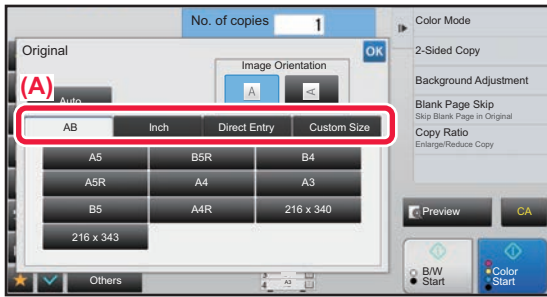 No. of copies 1
Color Mode
Original
OK
2-Sided Copy
Image Orientation
Background Adjustment
(A)
A A
Auto
Blank Page Skip
Skip Blank Page in Original
AB Inch Direct Entry Custom Size
Copy Ratio
Enlarge/Reduce Copy
A5 B5R B4
A5R A4 A3
B5 A4R 216 x 340
Preview CA
216 x 343
Others
A3
4
B/W
Start
Color
Start